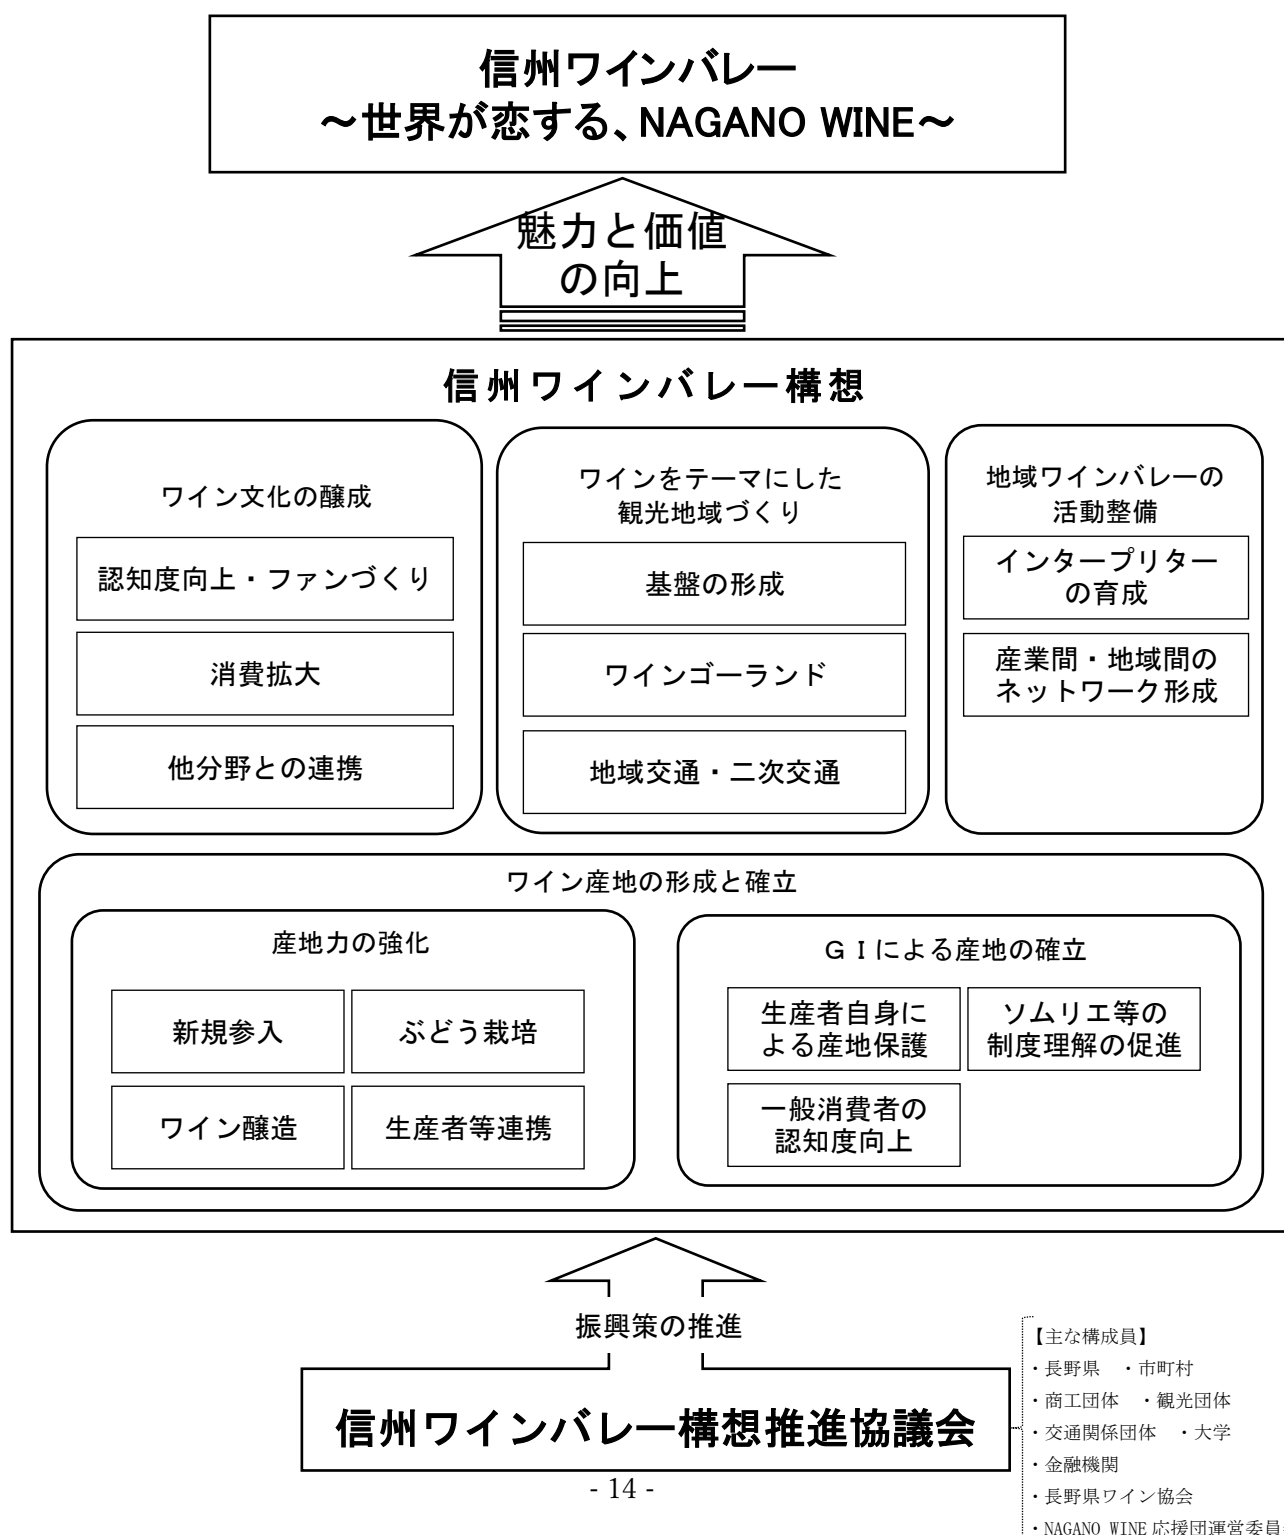 信州ワインバレー
～世界が恋する、NAGANO WINE～
魅力と価値
の向上
信州ワインバレー構想
ワイン文化の醸成
認知度向上・ファンづくり
消費拡大
他分野との連携
ワインをテーマにした
観光地域づくり
基盤の形成
ワインゴーランド
地域交通・二次交通
地域ワインバレーの
活動整備
インタープリター
の育成
産業間・地域間の
ネットワーク形成
ワイン産地の形成と確立
産地力の強化
新規参入
ぶどう栽培
ワイン醸造
生産者等連携
ＧＩによる産地の確立
生産者自身に
よる産地保護
ソムリエ等の
制度理解の促進
一般消費者の
認知度向上
振興策の推進
信州ワインバレー構想推進協議会
【主な構成員】
・長野県　・市町村
・商工団体　・観光団体
・交通関係団体　・大学
・金融機関
・長野県ワイン協会
・NAGANO WINE 応援団運営委員
- 14 -